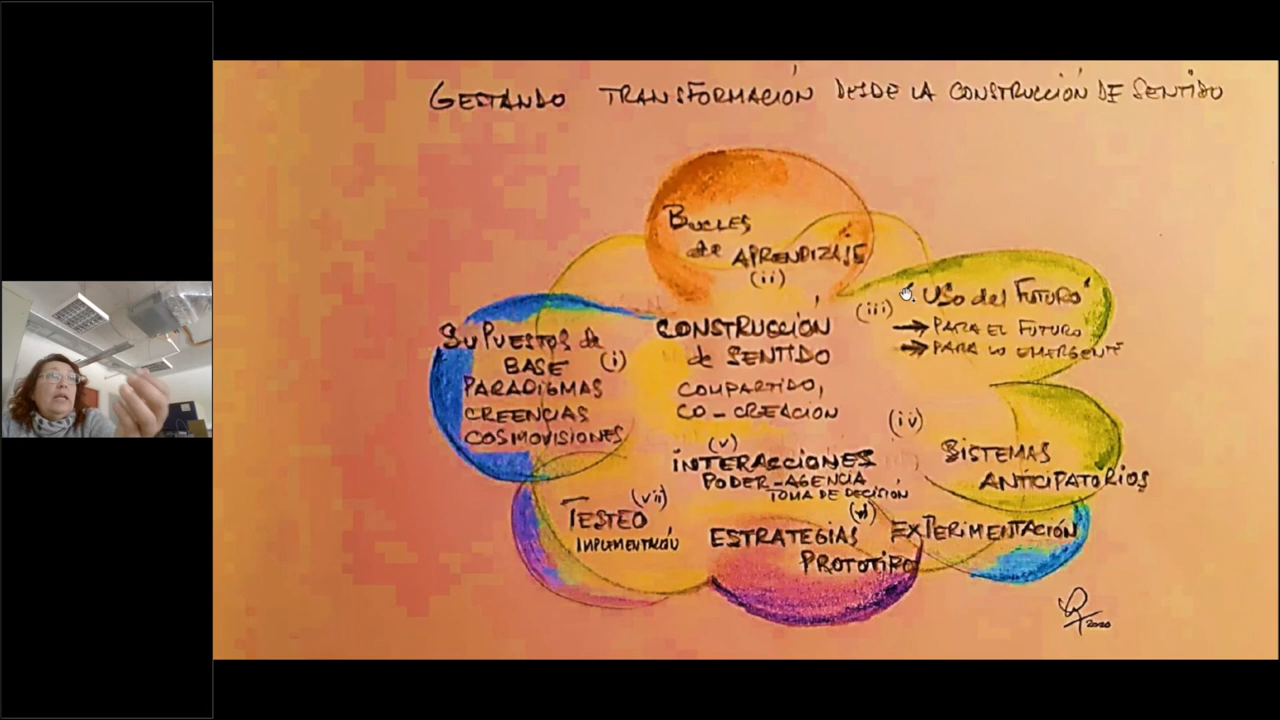 GESTANDO TRANSFORMACIÓN DESDE LA CONSTRUCCIÓN DE SENTIDO
BUCLES
de APRENDIZAJE
(ii)
SUPUESTOS de
BASE (i)
PARADIGMAS
CREENCIAS
COSMOVISIONES
CONSTRUCCIÓN
de SENTIDO
COMPARTIDO,
CO-CREACIÓN
(iii) "USO del FUTURO"
→ PARA EL FUTURO
→ PARA LO EMERGENTE
(iv)
SISTEMAS
ANTICIPATORIOS
(v)
INTERACCIONES
PODER-AGENCIA
TOMA DE DECISIÓN
(vi)
ESTRATEGIAS
PROTOTIPO
EXPERIMENTACIÓN
(vii)
TESTEO
IMPLEMENTACIÓN
2020